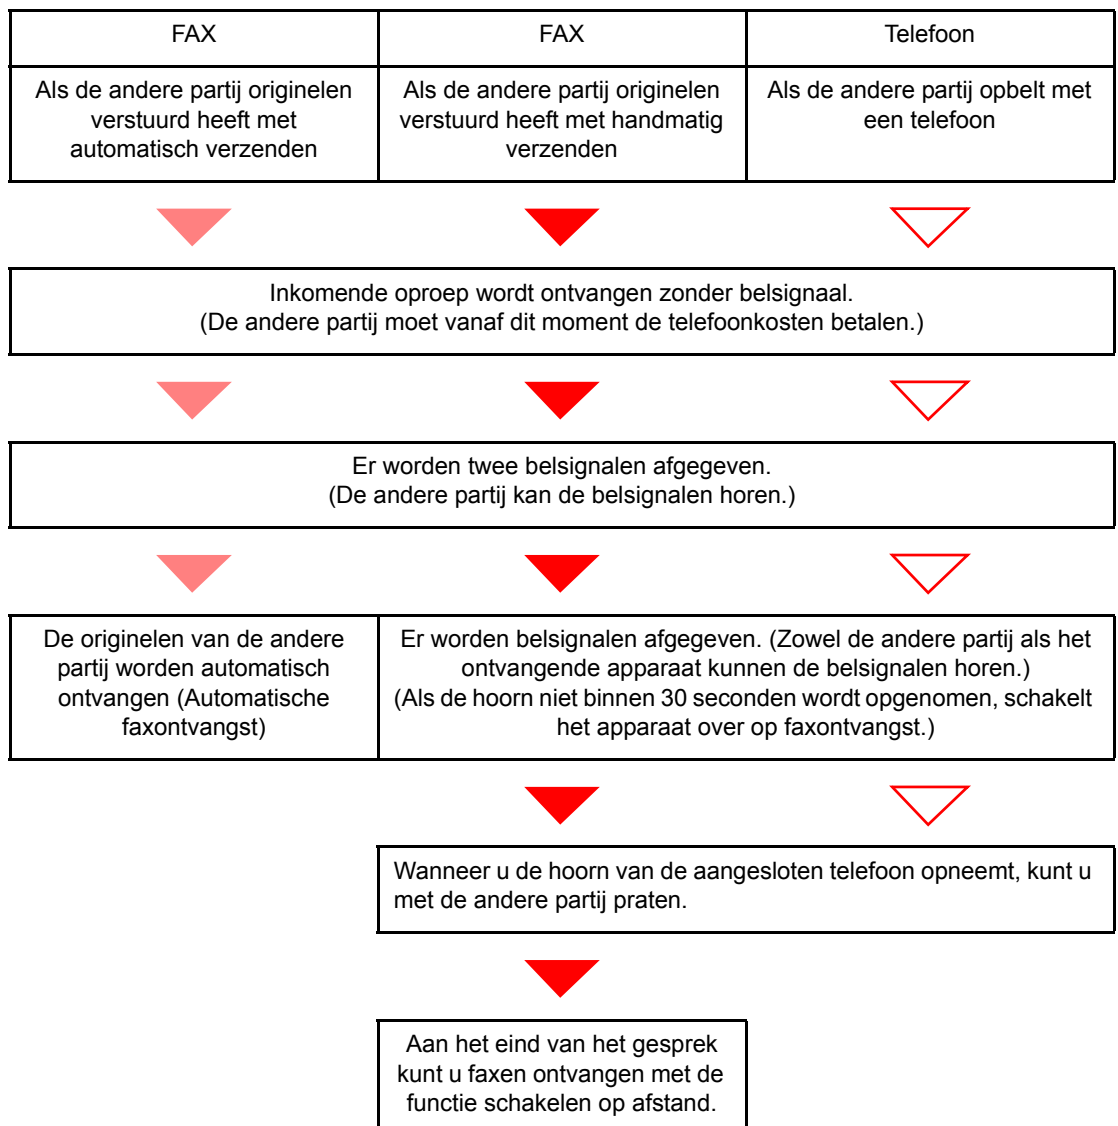 FAX
FAX
Telefoon
Als de andere partij originelen
verstuurd heeft met
automatisch verzenden
Als de andere partij originelen
verstuurd heeft met handmatig
verzenden
Als de andere partij opbelt met
een telefoon
Inkomende oproep wordt ontvangen zonder belsignaal.
(De andere partij moet vanaf dit moment de telefoonkosten betalen.)
Er worden twee belsignalen afgegeven.
(De andere partij kan de belsignalen horen.)
De originelen van de andere
partij worden automatisch
ontvangen (Automatische
faxontvangst)
Er worden belsignalen afgegeven. (Zowel de andere partij als het
ontvangende apparaat kunnen de belsignalen horen.)
(Als de hoorn niet binnen 30 seconden wordt opgenomen, schakelt
het apparaat over op faxontvangst.)
Wanneer u de hoorn van de aangesloten telefoon opneemt, kunt u
met de andere partij praten.
Aan het eind van het gesprek
kunt u faxen ontvangen met de
functie schakelen op afstand.